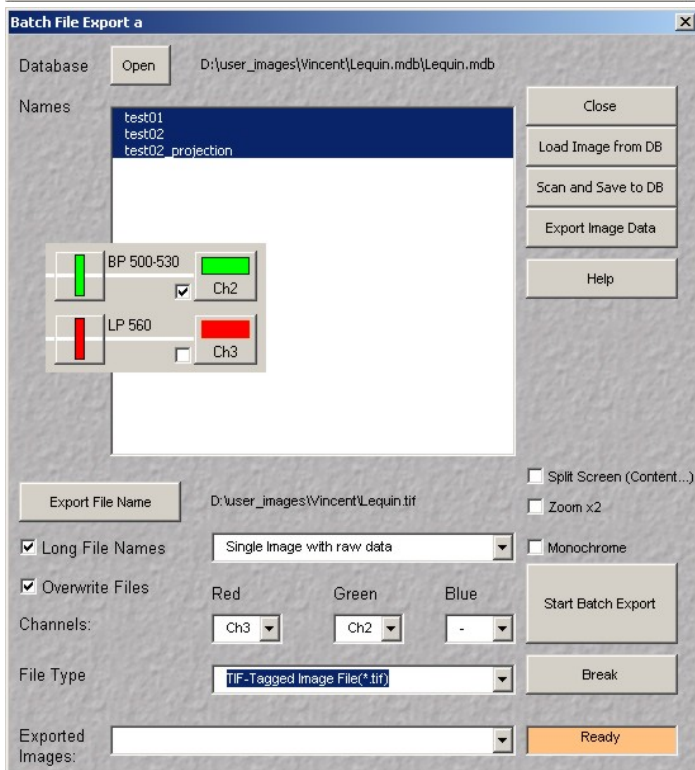 Batch File Export a
Database
Open
D:\user_images\Vincent\Lequin.mdb\Lequin.mdb
Names
test01
test02
test02_projection
Close
Load Image from DB
Scan and Save to DB
Export Image Data
Help
BP 500-530
Ch2
LP 560
Ch3
Export File Name
D:\user_images\Vincent\Lequin.tif
Split Screen (Content...)
Zoom x2
Long File Names
Single Image with raw data
Monochrome
Overwrite Files
Red Green Blue
Start Batch Export
Channels:
Ch3 Ch2 -
File Type
TIF-Tagged Image File(*.tif)
Break
Exported
Images:
Ready